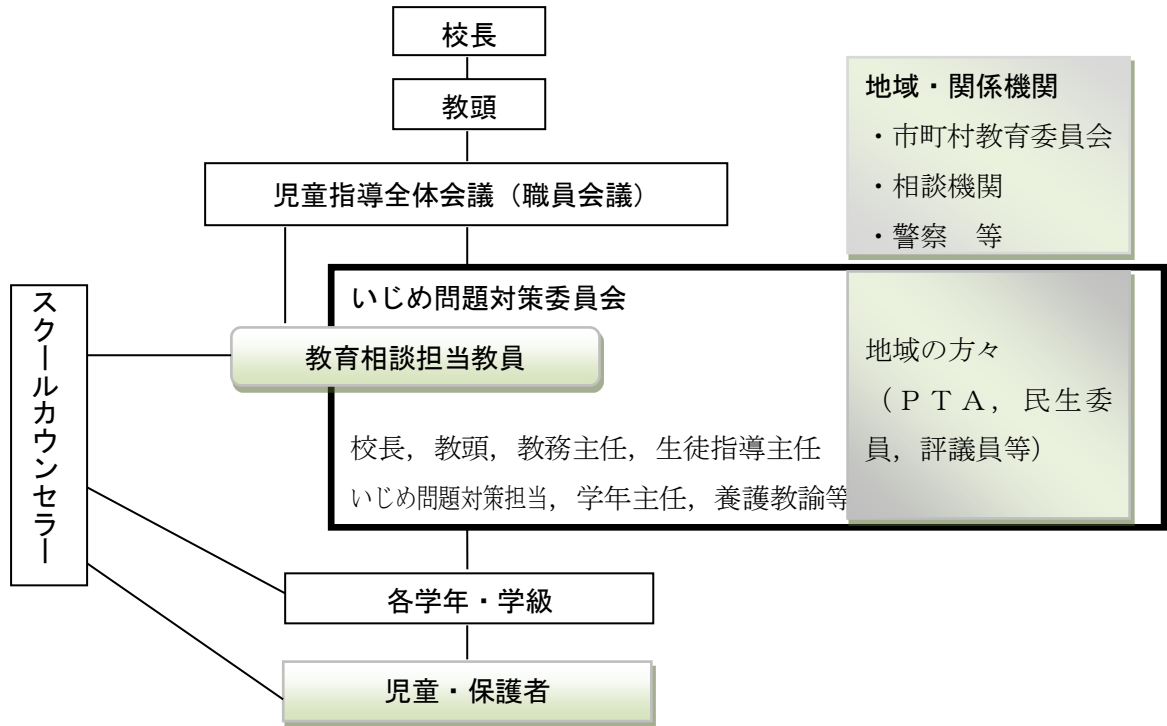 校長
教頭
児童指導全体会議（職員会議）
地域・関係機関
・市町村教育委員会
・相談機関
・警察　等
スクールカウンセラー
いじめ問題対策委員会
教育相談担当教員
校長，教頭，教務主任，生徒指導主任
いじめ問題対策担当，学年主任，養護教諭等
地域の方々
（ＰＴＡ，民生委
員，評議員等）
各学年・学級
児童・保護者